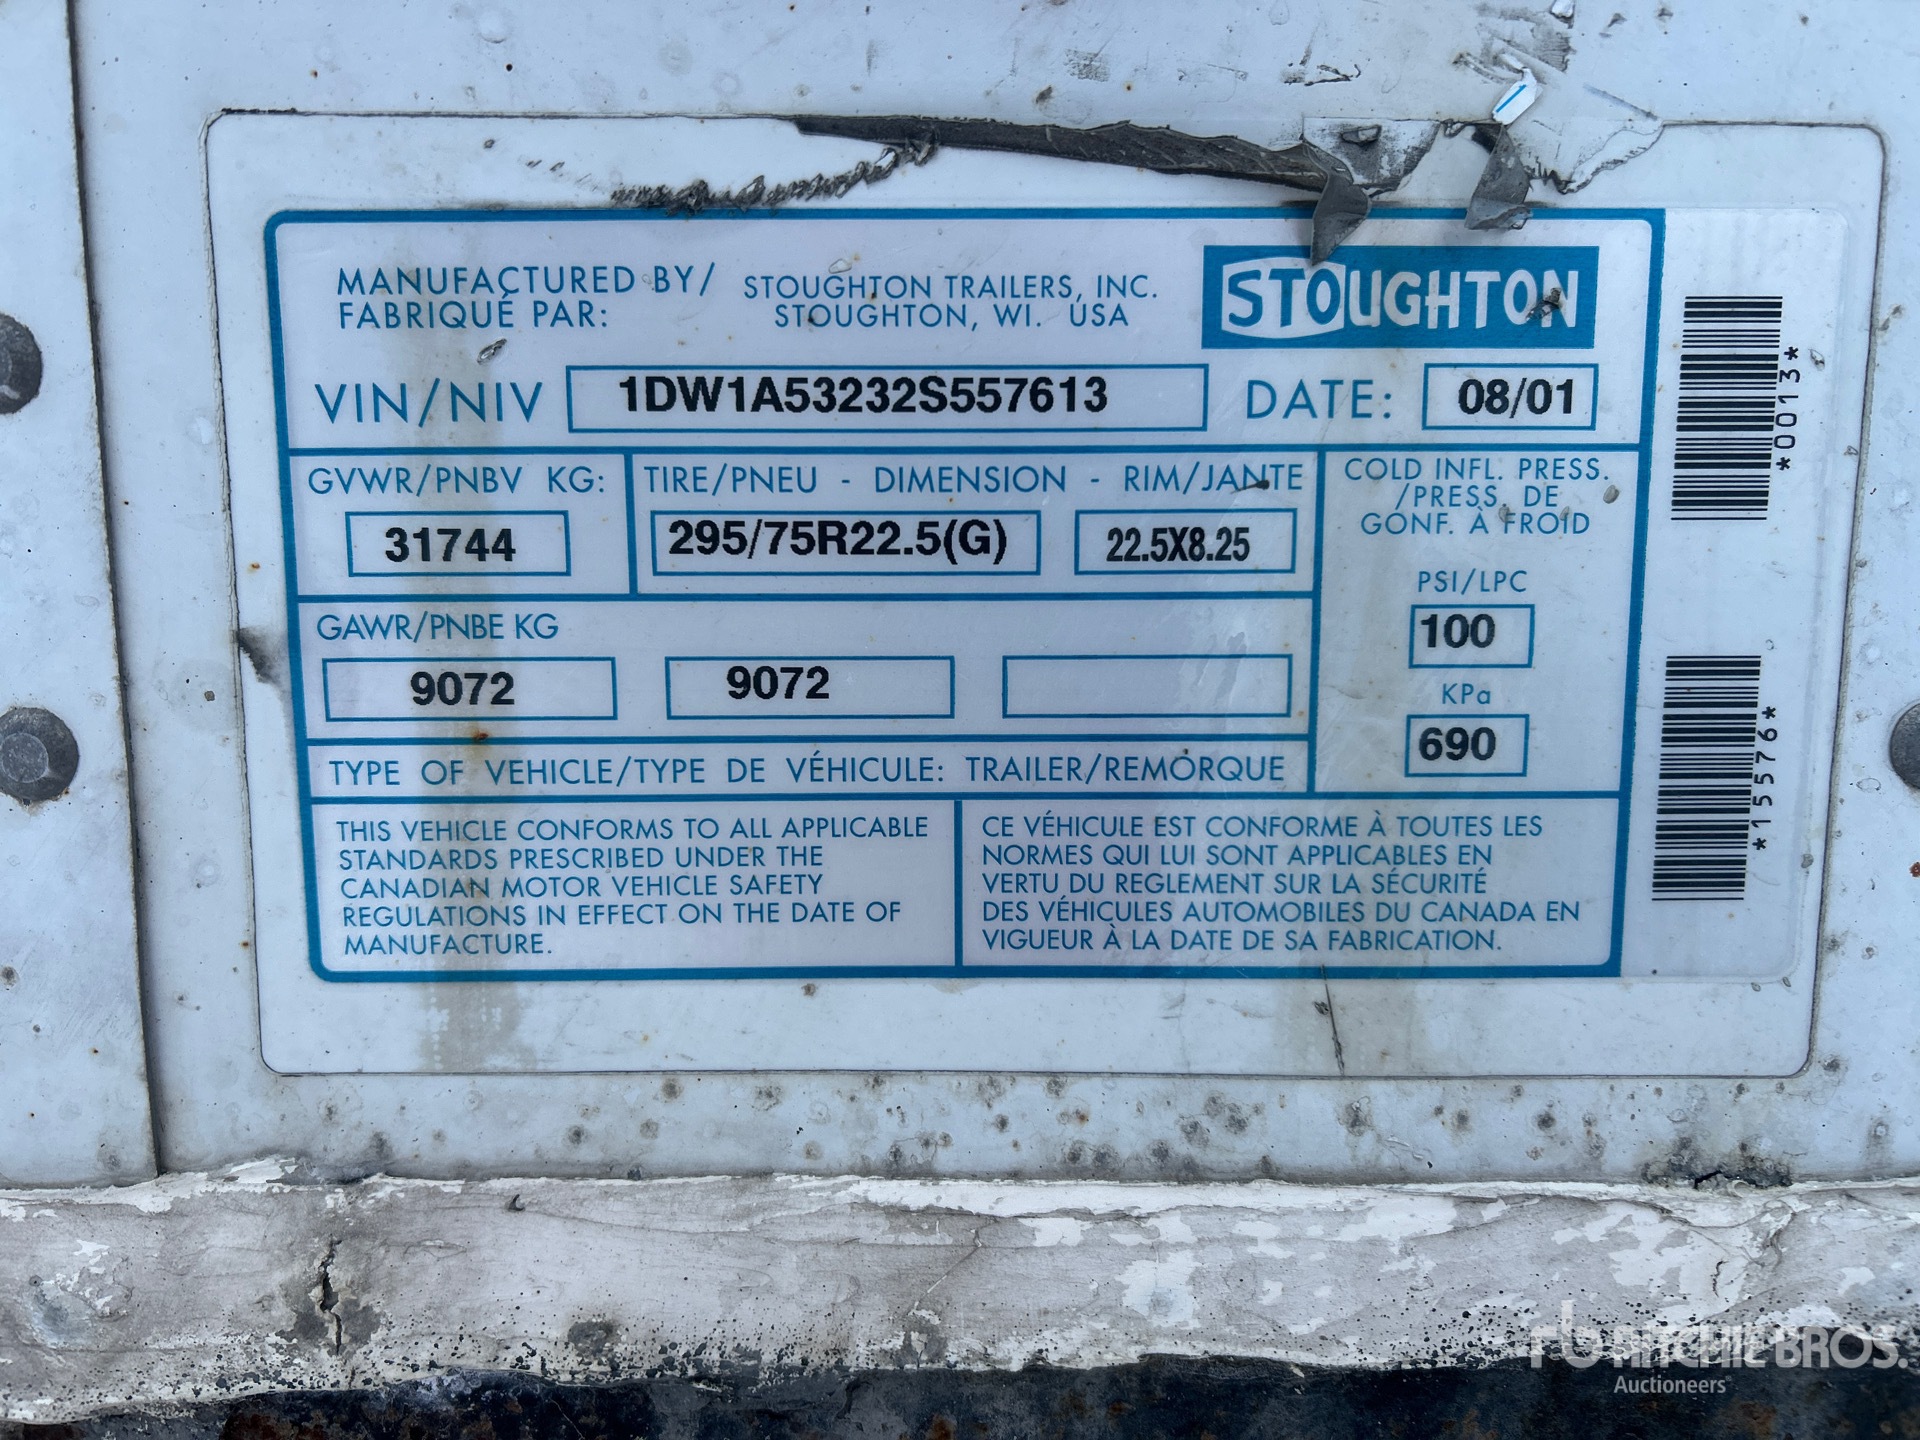 MANUFACTURED BY/
FABRIQUÉ PAR:
STOUGHTON TRAILERS, INC.
STOUGHTON, WI. USA
STOUGHTON
VIN/NIV 1DW1A53232S557613 DATE: 08/01
GVWR/PNBV KG:
31744
TIRE/PNEU - DIMENSION - RIM/JANTE
295/75R22.5(G) 22.5X8.25
COLD INFL. PRESS.
/PRESS. DE
GONF. À FROID
PSI/LPC
100
KPa
690
GAWR/PNBE KG
9072 9072
TYPE OF VEHICLE/TYPE DE VÉHICULE: TRAILER/REMORQUE
THIS VEHICLE CONFORMS TO ALL APPLICABLE
STANDARDS PRESCRIBED UNDER THE
CANADIAN MOTOR VEHICLE SAFETY
REGULATIONS IN EFFECT ON THE DATE OF
MANUFACTURE.
CE VÉHICULE EST CONFORME À TOUTES LES
NORMES QUI LUI SONT APPLICABLES EN
VERTU DU REGLEMENT SUR LA SÉCURITÉ
DES VÉHICULES AUTOMOBILES DU CANADA EN
VIGUEUR À LA DATE DE SA FABRICATION.
*0013*
*15576*
rb RITCHIE BROS.
Auctioneers